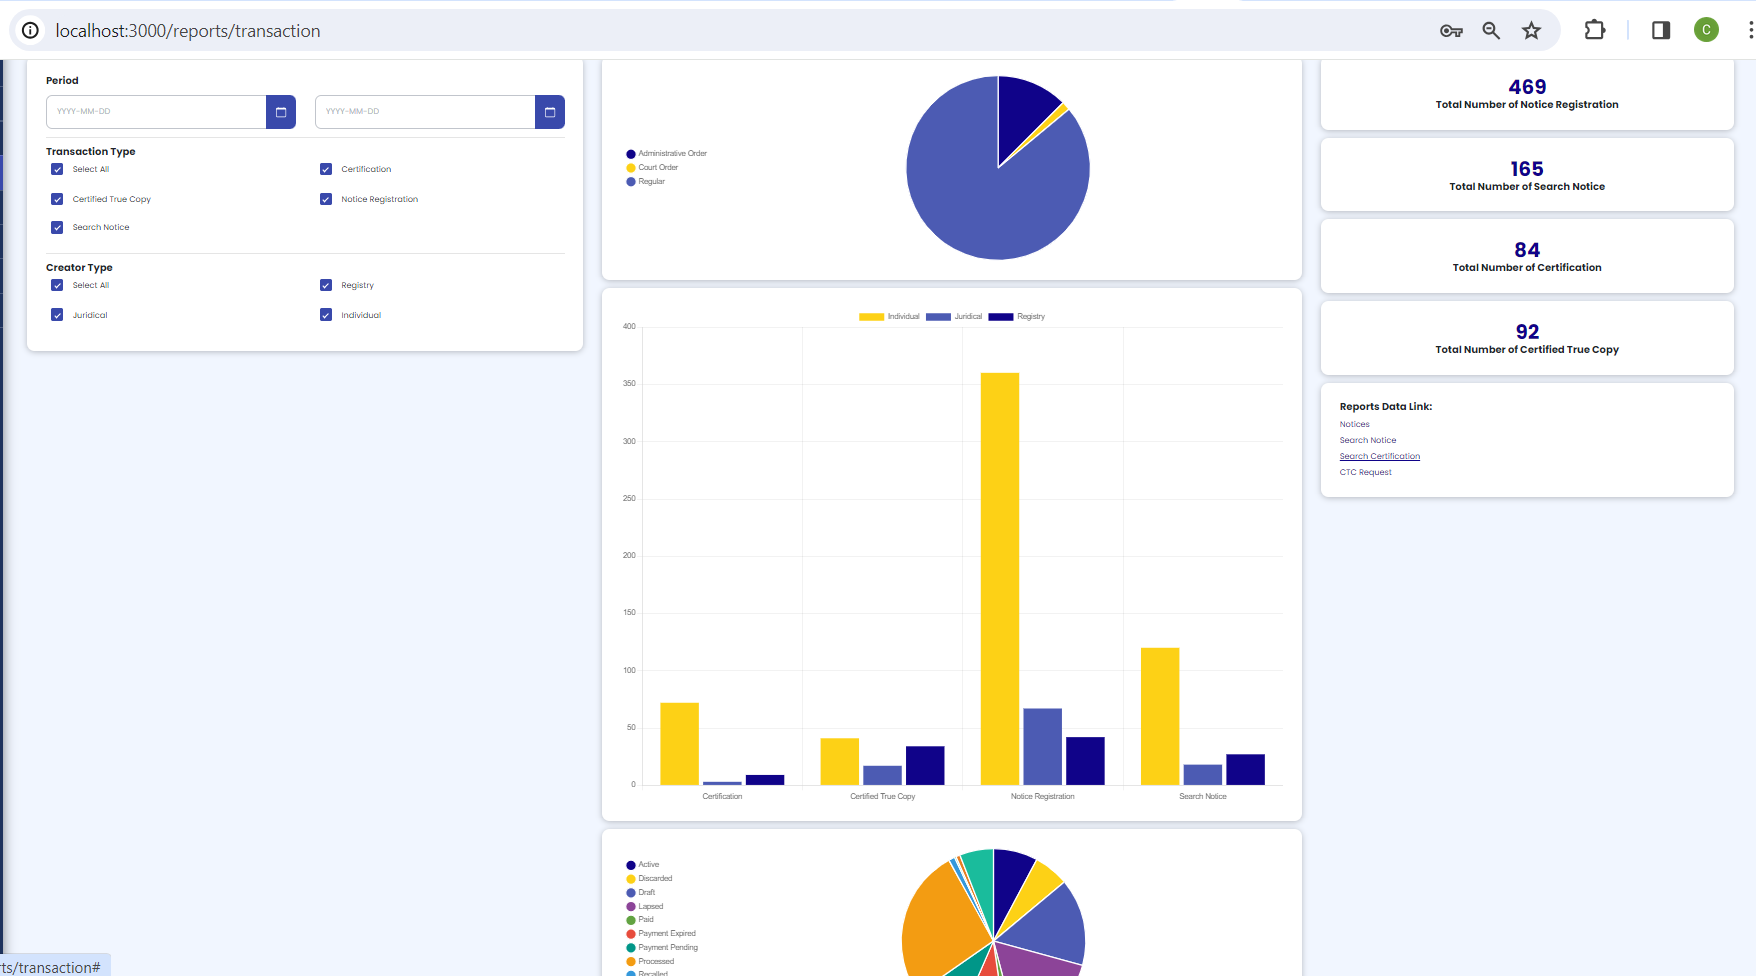 localhost:3000/reports/transaction
C
Period
YYYY-MM-DD
YYYY-MM-DD
Transaction Type
Select All
Certification
Certified True Copy
Notice Registration
Search Notice
Creator Type
Select All
Registry
Juridical
Individual
Administrative Order
Court Order
Regular
Individual
Juridical
Registry
400
350
300
250
200
150
100
50
0
Certification
Certified True Copy
Notice Registration
Search Notice
Active
Discarded
Draft
Lapsed
Paid
Payment Expired
Payment Pending
Processed
Recalled
469
Total Number of Notice Registration
165
Total Number of Search Notice
84
Total Number of Certification
92
Total Number of Certified True Copy
Reports Data Link:
Notices
Search Notice
Search Certification
CTC Request
ts/transaction#